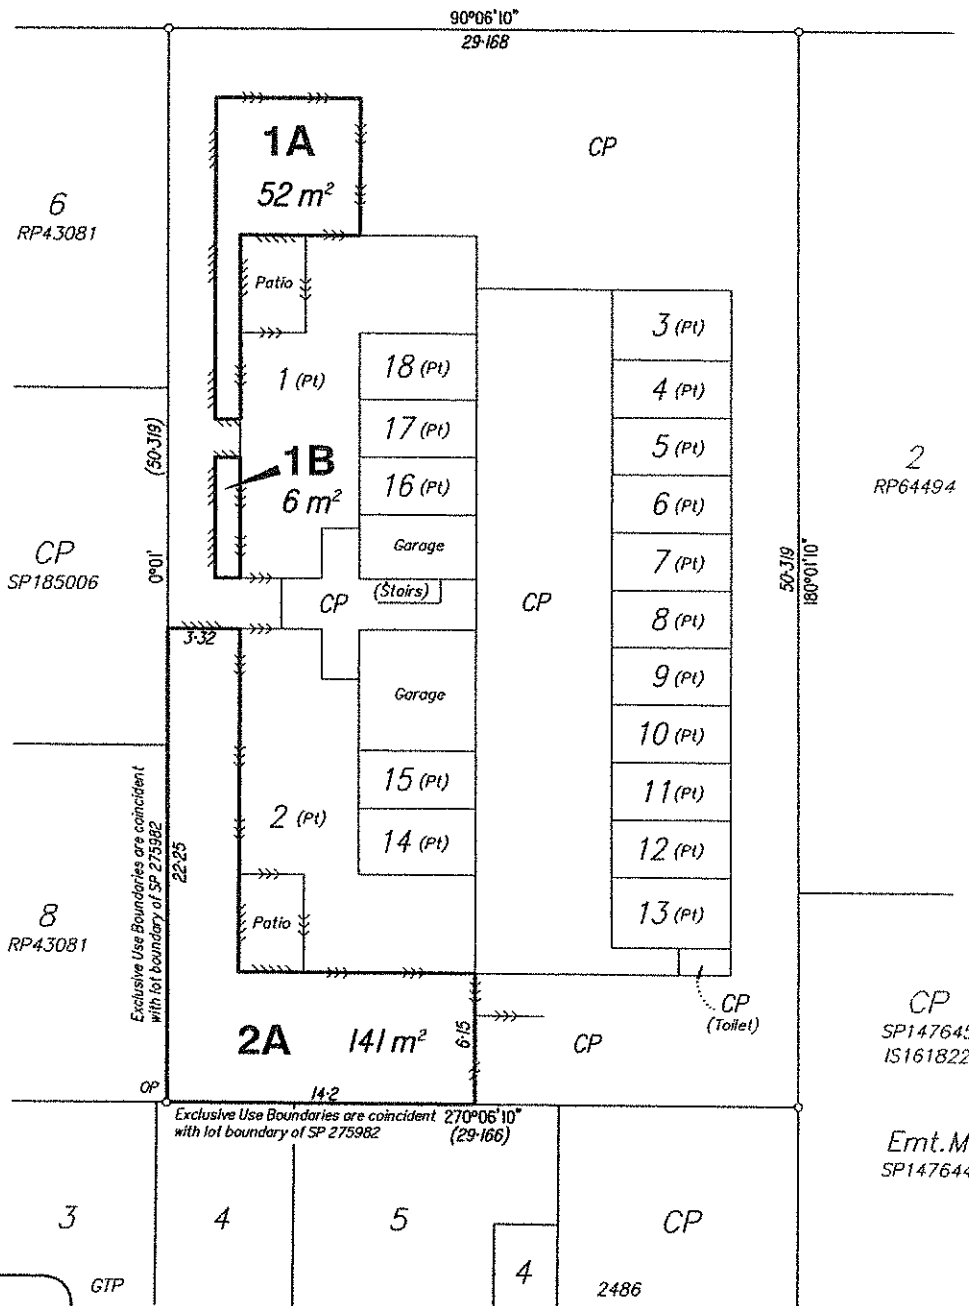 90°06'10"
29·168
1A
52 m²
CP
6
RP43081
Patio
3 (Pt)
1 (Pt)
18 (Pt)
4 (Pt)
17 (Pt)
5 (Pt)
(50·319)
2
RP64494
1B
6 m²
16 (Pt)
6 (Pt)
Garage
7 (Pt)
CP
SP185006
0°01'
50·319
180°01'10"
(Stairs)
CP
CP
8 (Pt)
3·32
9 (Pt)
Garage
10 (Pt)
15 (Pt)
11 (Pt)
2 (Pt)
14 (Pt)
12 (Pt)
Exclusive Use Boundaries are coincident
with lot boundary of SP 275982
22·25
8
RP43081
Patio
13 (Pt)
CP
(Toilet)
CP
SP147645
IS161822
2A
141 m²
6·15
CP
OP
14·2
Exclusive Use Boundaries are coincident
with lot boundary of SP 275982
270°06'10"
(29·166)
Emt.M
SP147644
3
4
5
CP
4
GTP
2486